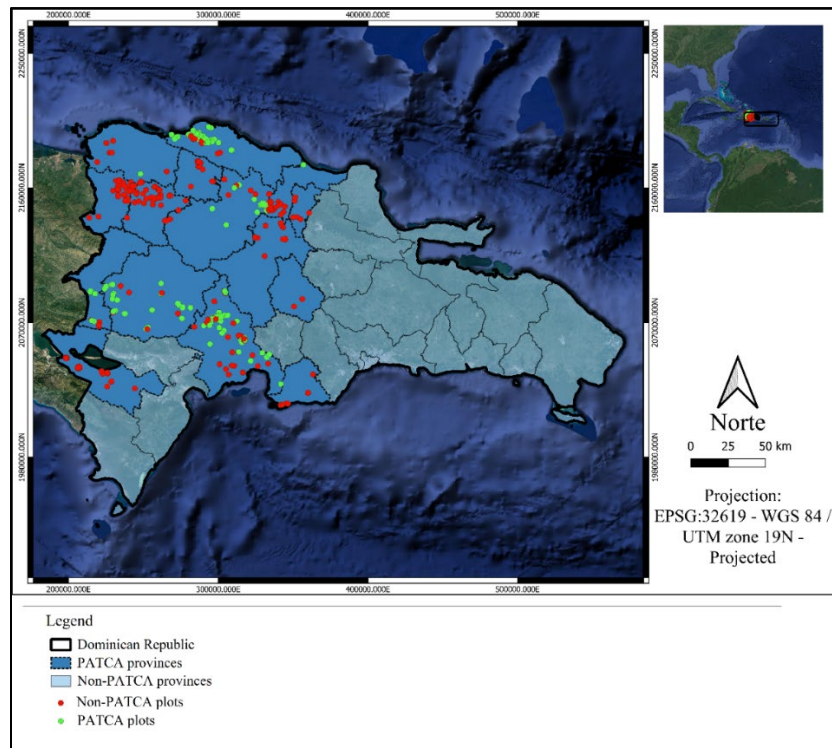 200000.000E 300000.000E 400000.000E 500000.000E
2250000.000N 2250000.000N
2160000.000N 2160000.000N
2070000.000N 2070000.000N
1980000.000N 1980000.000N
200000.000E 300000.000E 400000.000E 500000.000E
Norte
0 25 50 km
Projection:
EPSG:32619 - WGS 84 /
UTM zone 19N -
Projected
Legend
Dominican Republic
PATCA provinces
Non-PATCA provinces
Non-PATCA plots
PATCA plots